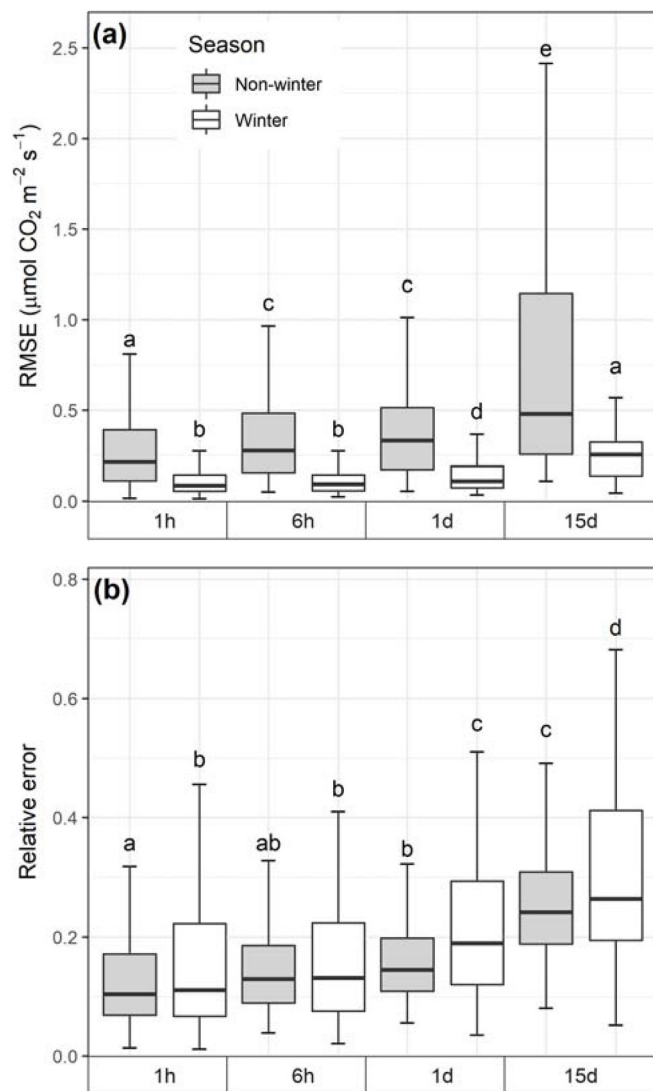 (a)
Season
Non-winter
Winter
RMSE (μmol CO₂ m⁻² s⁻¹)
2.5
2.0
1.5
1.0
0.5
0.0
a
b
c
b
c
d
e
a
1h
6h
1d
15d
(b)
Relative error
0.8
0.6
0.4
0.2
0.0
a
b
ab
b
b
c
c
d
1h
6h
1d
15d